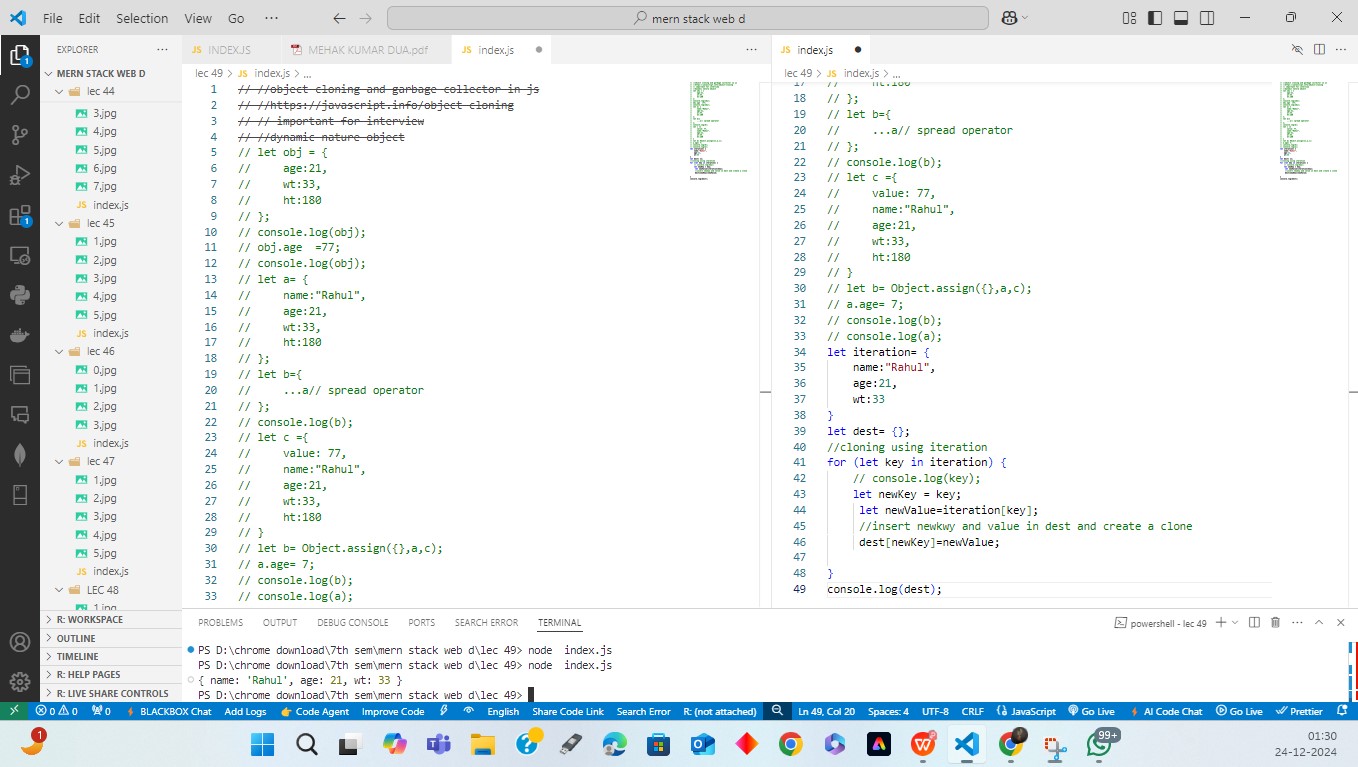 File Edit Selection View Go ··· mern stack web d
EXPLORER ···
MERN STACK WEB D
lec 44
3.jpg
4.jpg
5.jpg
6.jpg
7.jpg
JS index.js
lec 45
1.jpg
2.jpg
3.jpg
4.jpg
5.jpg
JS index.js
lec 46
0.jpg
1.jpg
2.jpg
3.jpg
JS index.js
lec 47
1.jpg
2.jpg
3.jpg
4.jpg
5.jpg
JS index.js
LEC 48
1.jpg
R: WORKSPACE
OUTLINE
TIMELINE
R: HELP PAGES
R: LIVE SHARE CONTROLS
JS INDEX.JS MEHAK KUMAR DUA.pdf JS index.js ···
lec 49 > JS index.js > ...
1 // //object cloning and garbage collector in js
2 // //https://javascript.info/object-cloning
3 // // important for interview
4 // //dynamic nature object
5 // let obj = {
6 // age:21,
7 // wt:33,
8 // ht:180
9 // };
10 // console.log(obj);
11 // obj.age =77;
12 // console.log(obj);
13 // let a= {
14 // name:"Rahul",
15 // age:21,
16 // wt:33,
17 // ht:180
18 // };
19 // let b={
20 // ...a// spread operator
21 // };
22 // console.log(b);
23 // let c ={
24 // value: 77,
25 // name:"Rahul",
26 // age:21,
27 // wt:33,
28 // ht:180
29 // }
30 // let b= Object.assign({},a,c);
31 // a.age= 7;
32 // console.log(b);
33 // console.log(a);
JS index.js ···
lec 49 > JS index.js > ...
17 // ht:180
18 // };
19 // let b={
20 // ...a// spread operator
21 // };
22 // console.log(b);
23 // let c ={
24 // value: 77,
25 // name:"Rahul",
26 // age:21,
27 // wt:33,
28 // ht:180
29 // }
30 // let b= Object.assign({},a,c);
31 // a.age= 7;
32 // console.log(b);
33 // console.log(a);
34 let iteration= {
35 name:"Rahul",
36 age:21,
37 wt:33
38 }
39 let dest= {};
40 //cloning using iteration
41 for (let key in iteration) {
42 // console.log(key);
43 let newKey = key;
44 let newValue=iteration[key];
45 //insert newkwy and value in dest and create a clone
46 dest[newKey]=newValue;
47
48 }
49 console.log(dest);
PROBLEMS OUTPUT DEBUG CONSOLE PORTS SEARCH ERROR TERMINAL powershell - lec 49 ···
PS D:\chrome download\7th sem\mern stack web d\lec 49> node index.js
PS D:\chrome download\7th sem\mern stack web d\lec 49> node index.js
{ name: 'Rahul', age: 21, wt: 33 }
PS D:\chrome download\7th sem\mern stack web d\lec 49>
0 0 0 BLACKBOX Chat Add Logs Code Agent Improve Code English Share Code Link Search Error R: (not attached) Ln 49, Col 20 Spaces: 4 UTF-8 CRLF JavaScript Go Live AI Code Chat Go Live Prettier
1
1
1
99+
01:30
24-12-2024